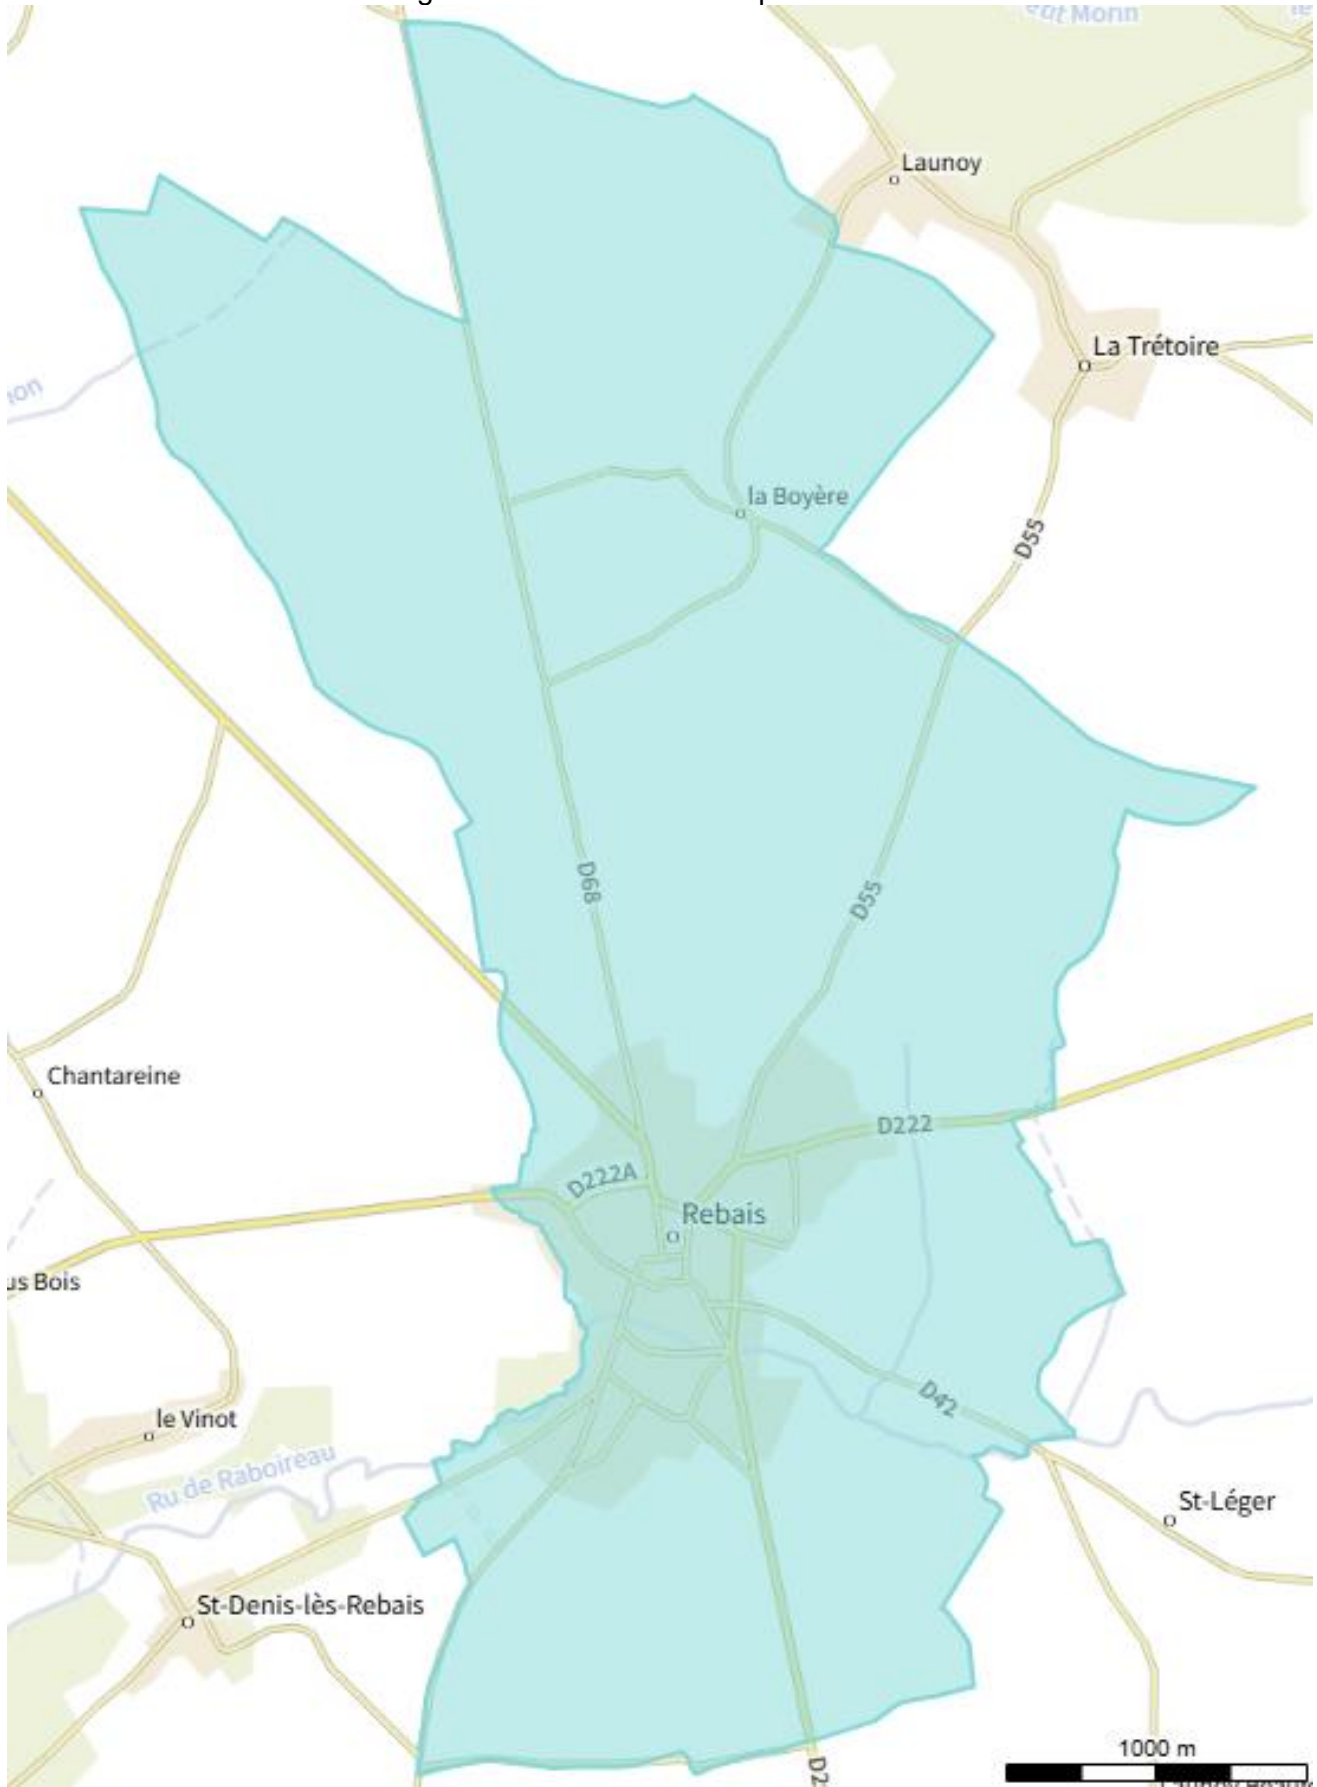 Launoy
La Trétoire
la Boyère
D55
D68
D55
Chantareine
D222
D222A
Rebais
us Bois
D42
le Vinot
Ru de Raboireau
St-Léger
St-Denis-lès-Rebais
1000 m